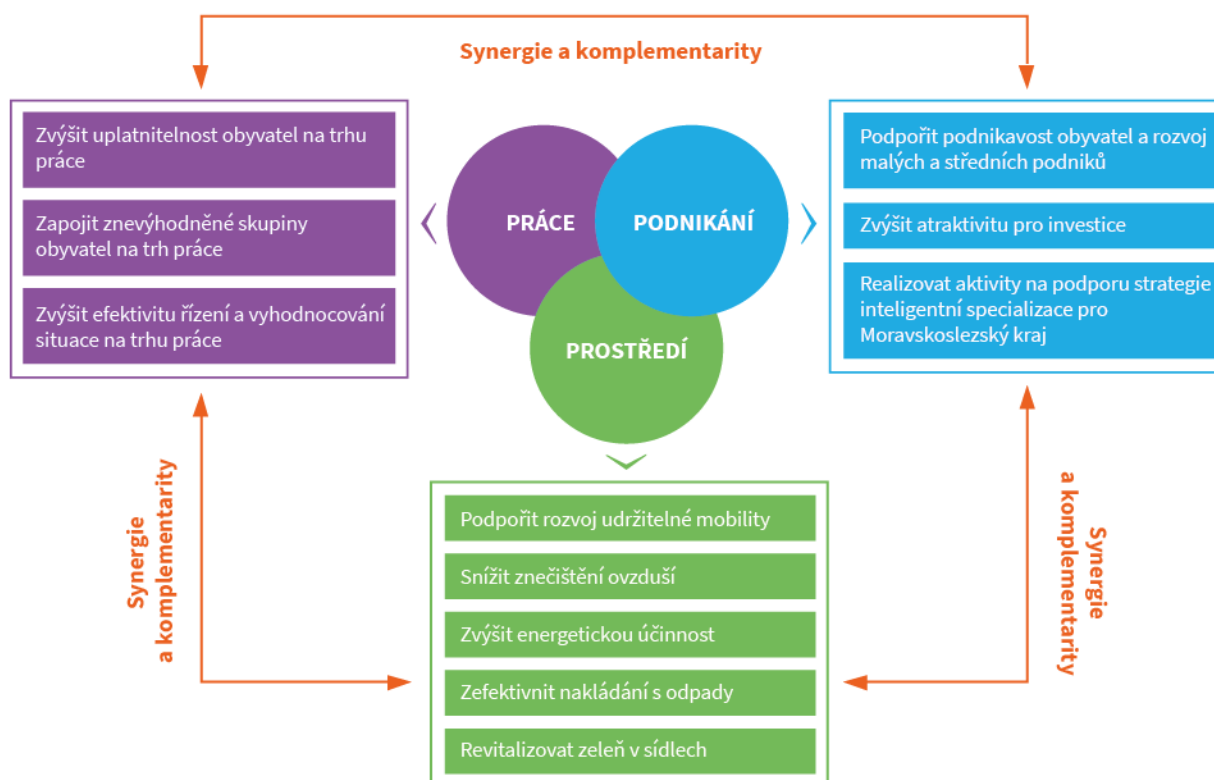 Synergie a komplementarity
Zvýšit uplatnitelnost obyvatel na trhu
práce
Zapojit znevýhodněné skupiny
obyvatel na trh práce
Zvýšit efektivitu řízení a vyhodnocování
situace na trhu práce
PRÁCE
PODNIKÁNÍ
PROSTŘEDÍ
Podpořit podnikavost obyvatel a rozvoj
malých a středních podniků
Zvýšit atraktivitu pro investice
Realizovat aktivity na podporu strategie
inteligentní specializace pro
Moravskoslezský kraj
Synergie
a komplementarity
Podpořit rozvoj udržitelné mobility
Snížit znečištění ovzduší
Zvýšit energetickou účinnost
Zefektivnit nakládání s odpady
Revitalizovat zeleň v sídlech
Synergie
a komplementarity